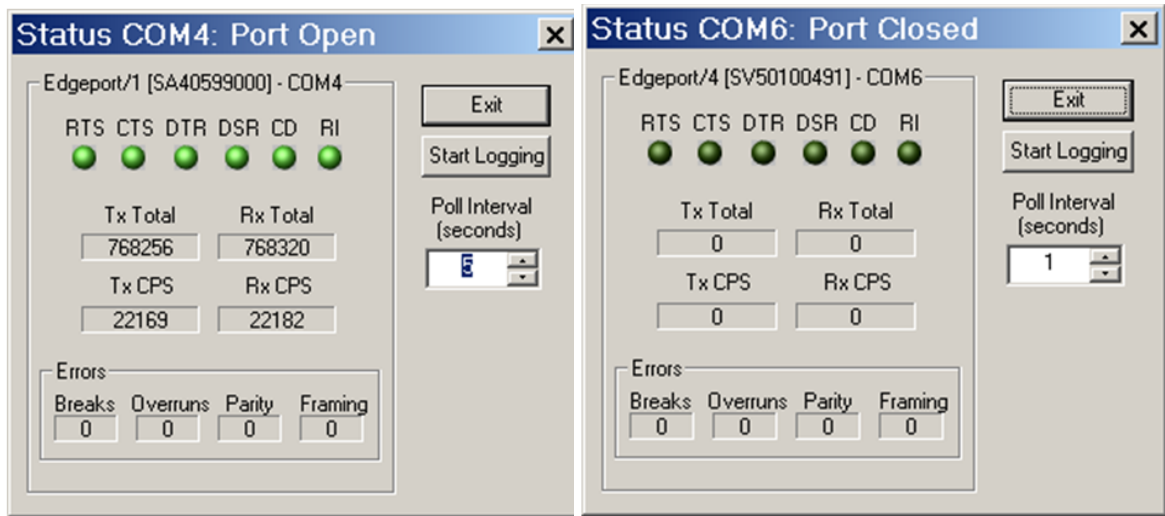 Status COM4: Port Open
Edgeport/1 [SA40599000] - COM4
RTS CTS DTR DSR CD RI
Tx Total Rx Total
768256 768320
Tx CPS Rx CPS
22169 22182
Errors
Breaks Overruns Parity Framing
0 0 0 0
Exit
Start Logging
Poll Interval
(seconds)
5
Status COM6: Port Closed
Edgeport/4 [SV50100491] - COM6
RTS CTS DTR DSR CD RI
Tx Total Rx Total
0 0
Tx CPS Rx CPS
0 0
Errors
Breaks Overruns Parity Framing
0 0 0 0
Exit
Start Logging
Poll Interval
(seconds)
1